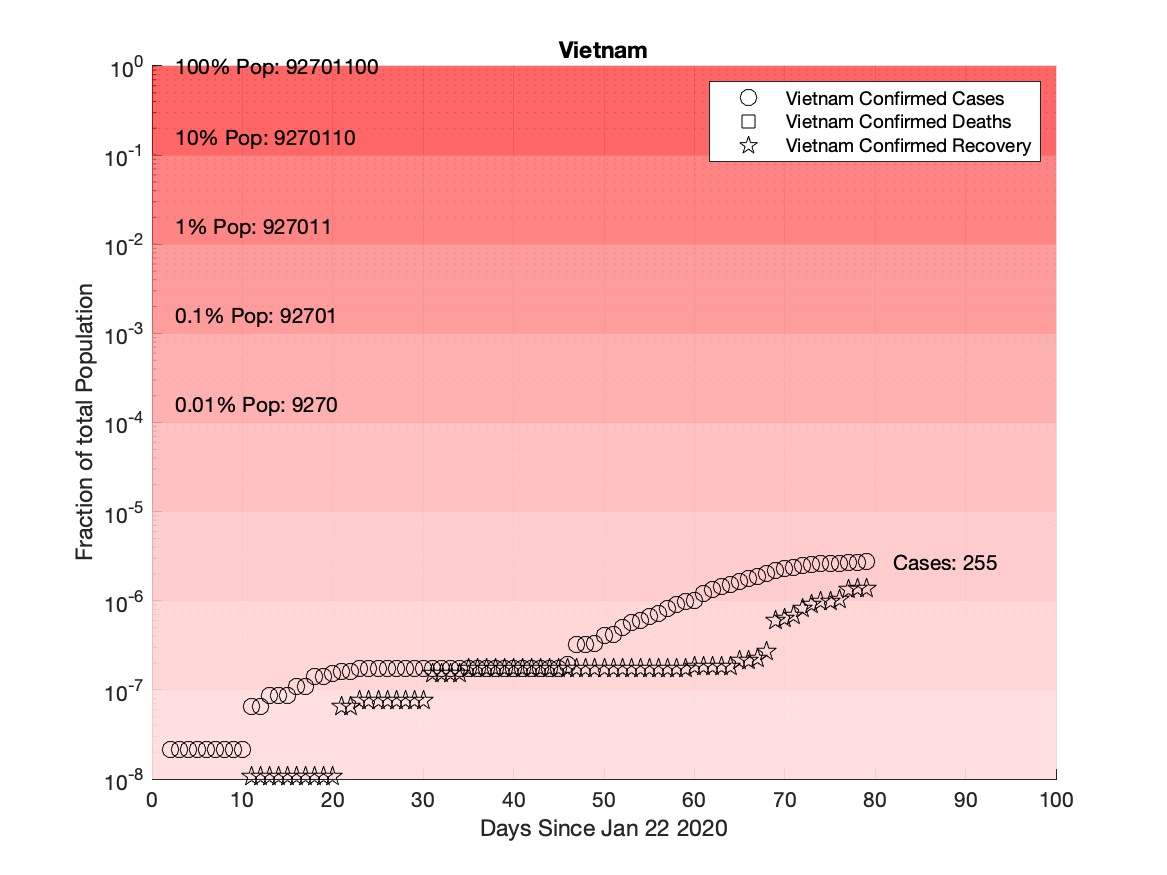 Vietnam
10^0
10^-1
10^-2
10^-3
10^-4
10^-5
10^-6
10^-7
10^-8
Fraction of total Population
100% Pop: 92701100
10% Pop: 9270110
1% Pop: 927011
0.1% Pop: 92701
0.01% Pop: 9270
Vietnam Confirmed Cases
Vietnam Confirmed Deaths
Vietnam Confirmed Recovery
Cases: 255
0 10 20 30 40 50 60 70 80 90 100
Days Since Jan 22 2020